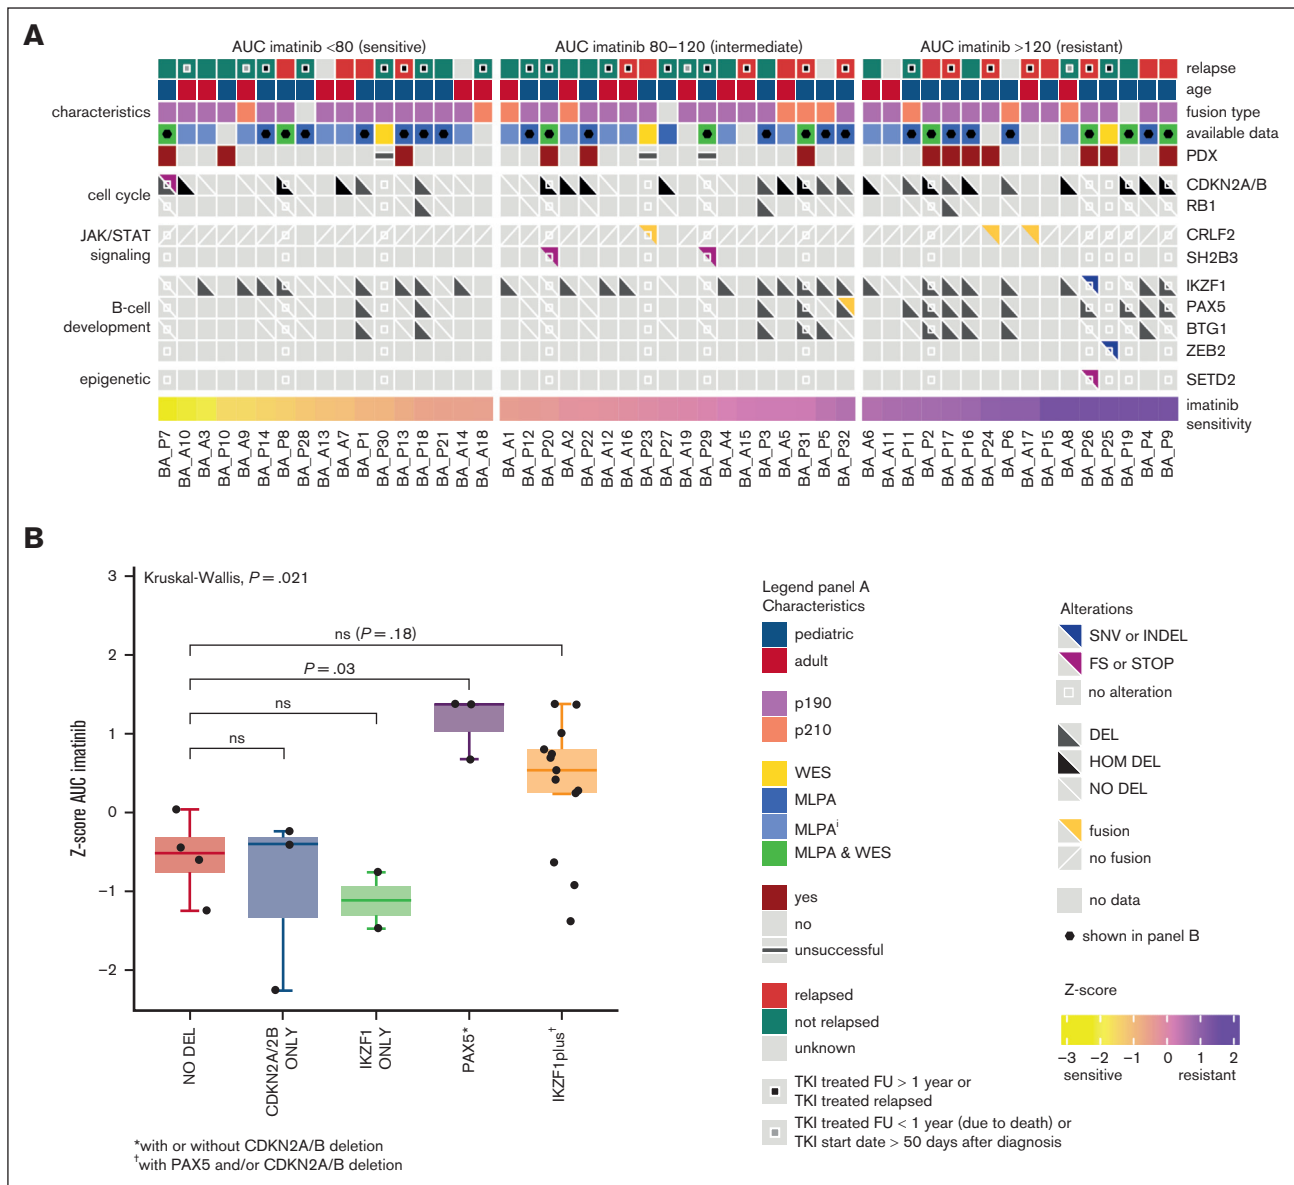 A
AUC imatinib <80 (sensitive)
AUC imatinib 80–120 (intermediate)
AUC imatinib >120 (resistant)
relapse
age
characteristics
fusion type
available data
PDX
cell cycle
CDKN2A/B
RB1
JAK/STAT
signaling
CRLF2
SH2B3
B-cell
development
IKZF1
PAX5
BTG1
ZEB2
epigenetic
SETD2
imatinib
sensitivity
BA_P7
BA_A10
BA_A3
BA_P10
BA_A9
BA_P14
BA_P8
BA_P28
BA_A13
BA_A7
BA_P1
BA_P30
BA_P13
BA_P18
BA_P21
BA_A14
BA_A18
BA_A1
BA_P12
BA_P20
BA_A2
BA_P22
BA_A12
BA_A16
BA_P23
BA_P27
BA_A19
BA_P29
BA_A4
BA_A15
BA_P3
BA_A5
BA_P31
BA_P5
BA_P32
BA_A6
BA_A11
BA_P11
BA_P2
BA_P17
BA_P16
BA_P24
BA_P6
BA_A17
BA_P15
BA_A8
BA_P26
BA_P25
BA_P19
BA_P4
BA_P9
B
Kruskal-Wallis, P = .021
ns (P = .18)
P = .03
ns
ns
Z-score AUC imatinib
3
2
1
0
−1
−2
NO DEL
CDKN2A/2B
ONLY
IKZF1
ONLY
PAX5*
IKZF1plus†
*with or without CDKN2A/B deletion
†with PAX5 and/or CDKN2A/B deletion
Legend panel A
Characteristics
pediatric
adult
p190
p210
WES
MLPA
MLPAi
MLPA & WES
yes
no
unsuccessful
relapsed
not relapsed
unknown
TKI treated FU > 1 year or
TKI treated relapsed
TKI treated FU < 1 year (due to death) or
TKI start date > 50 days after diagnosis
Alterations
SNV or INDEL
FS or STOP
no alteration
DEL
HOM DEL
NO DEL
fusion
no fusion
no data
shown in panel B
Z-score
−3 −2 −1 0 1 2
sensitive resistant